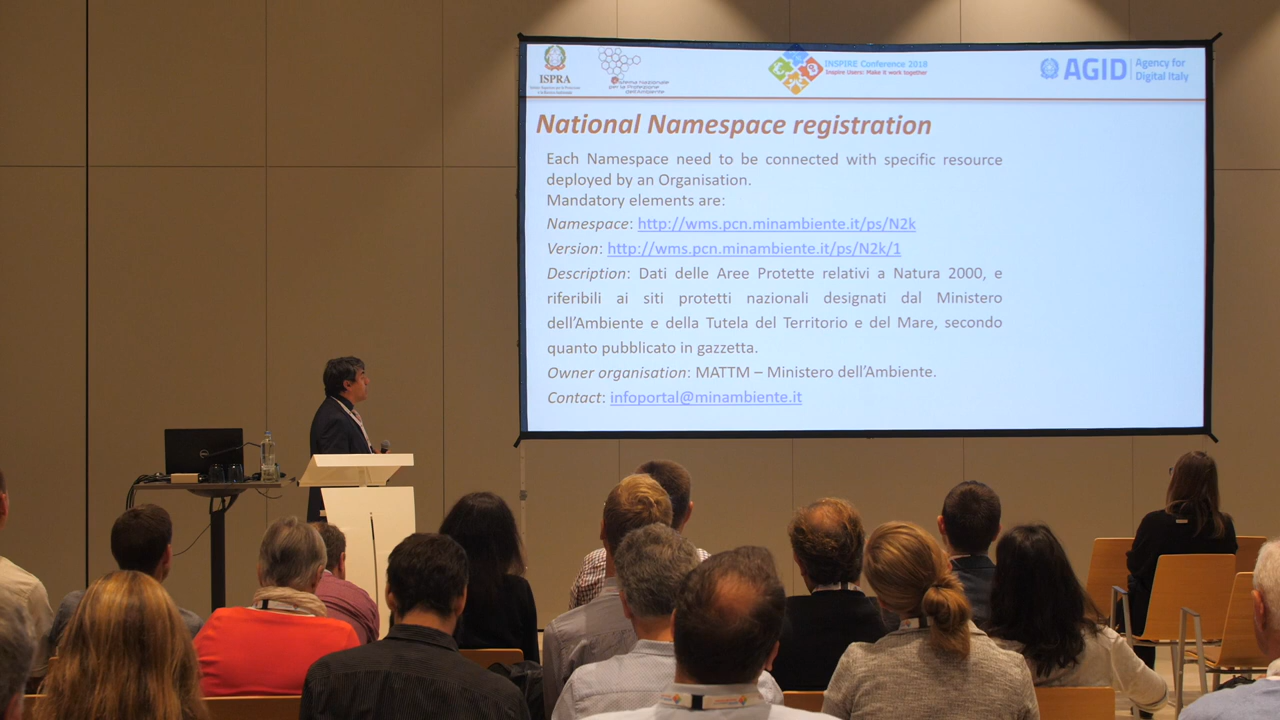 ISPRA
INSPIRE Conference 2018
Inspire Users: Make it work together
AGID
Agency for
Digital Italy
National Namespace registration
Each Namespace need to be connected with specific resource
deployed by an Organisation.
Mandatory elements are:
Namespace: http://wms.pcn.minambiente.it/ps/N2k
Version: http://wms.pcn.minambiente.it/ps/N2k/1
Description: Dati delle Aree Protette relativi a Natura 2000, e
riferibili ai siti protetti nazionali designati dal Ministero
dell’Ambiente e della Tutela del Territorio e del Mare, secondo
quanto pubblicato in gazzetta.
Owner organisation: MATTM – Ministero dell’Ambiente.
Contact: infoportal@minambiente.it